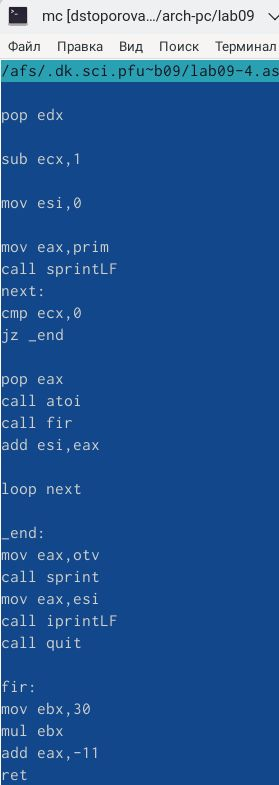 mc [dstoporova.../arch-pc/lab09
Файл Правка Вид Поиск Терминал
/afs/.dk.sci.pfu~b09/lab09-4.as
pop edx
sub ecx,1
mov esi,0
mov eax,prim
call sprintLF
next:
cmp ecx,0
jz _end
pop eax
call atoi
call fir
add esi,eax
loop next
_end:
mov eax,otv
call sprint
mov eax,esi
call iprintLF
call quit
fir:
mov ebx,30
mul ebx
add eax,-11
ret